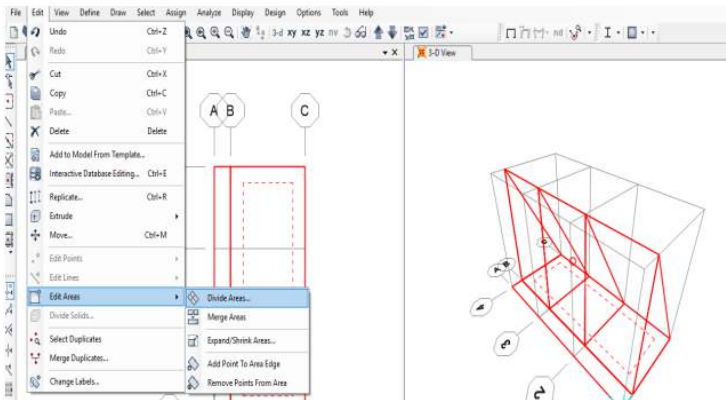 File Edit View Define Draw Select Assign Analyze Display Design Options Tools Help
3-d xy xz yz nv
nd
I
Undo Ctrl+Z
Redo Ctrl+Y
Cut Ctrl+X
Copy Ctrl+C
Paste... Ctrl+V
Delete Delete
Add to Model From Template...
Interactive Database Editing... Ctrl+E
Replicate... Ctrl+R
Extrude
Move... Ctrl+M
Edit Points
Edit Lines
Edit Areas
Divide Solids...
Select Duplicates
Merge Duplicates...
Change Labels...
Divide Areas...
Merge Areas
Expand/Shrink Areas...
Add Point To Area Edge
Remove Points From Area
A B C
3-D View